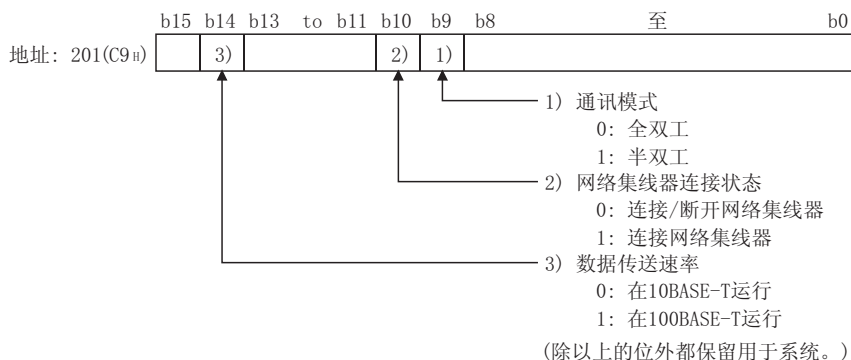 b15 b14 b13 to b11 b10 b9 b8 至 b0
地址: 201(C9H) 3) 2) 1)
1) 通讯模式
0: 全双工
1: 半双工
2) 网络集线器连接状态
0: 连接/断开网络集线器
1: 连接网络集线器
3) 数据传送速率
0: 在10BASE-T运行
1: 在100BASE-T运行
(除以上的位外都保留用于系统。)